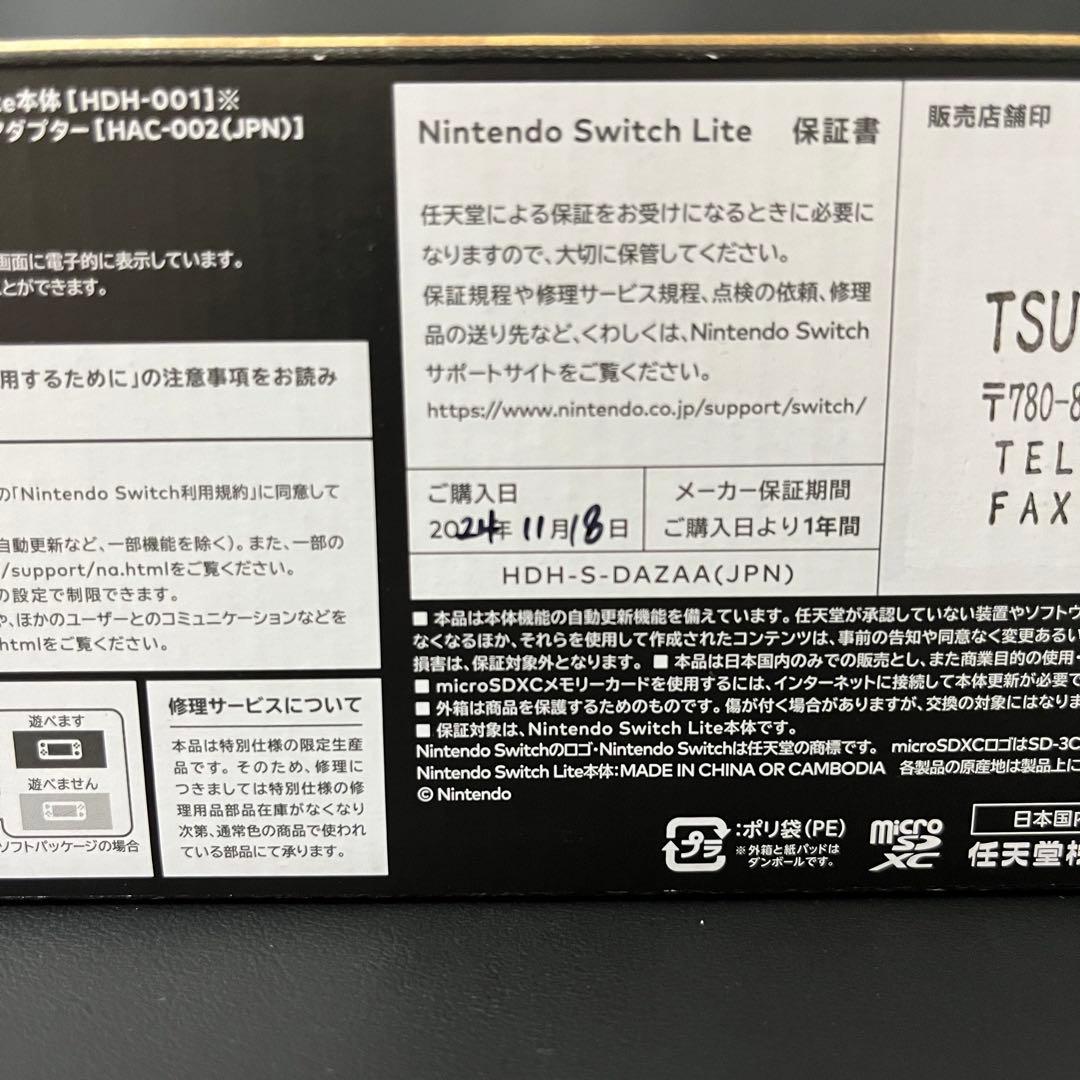 e本体[HDH-001]※
アダプター[HAC-002(JPN)]
画面に電子的に表示しています。
とができます。
用するために」の注意事項をお読み
の「Nintendo Switch利用規約」に同意して
自動更新など、一部機能を除く)。また、一部の
/support/na.htmlをご覧ください。
の設定で制限できます。
や、ほかのユーザーとのコミュニケーションなどを
htmlをご覧ください。
遊べます
遊べません
ソフトパッケージの場合
修理サービスについて
本品は特別仕様の限定生産
品です。そのため、修理に
つきましては特別仕様の修
理用品部品在庫がなくなり
次第、通常色の商品で使われ
ている部品にて承ります。
Nintendo Switch Lite 保証書
任天堂による保証をお受けになるときに必要に
なりますので、大切に保管してください。
保証規程や修理サービス規程、点検の依頼、修理
品の送り先など、くわしくは、Nintendo Switch
サポートサイトをご覧ください。
https://www.nintendo.co.jp/support/switch/
ご購入日
2024年11月18日
メーカー保証期間
ご購入日より1年間
HDH-S-DAZAA(JPN)
販売店舗印
TSU
〒780-8
TEL
FAX
■ 本品は本体機能の自動更新機能を備えています。任天堂が承認していない装置やソフトウ
なくなるほか、それらを使用して作成されたコンテンツは、事前の告知や同意なく変更あるい
損害は、保証対象外となります。 ■ 本品は日本国内のみでの販売とし、また商業目的の使用・
■ microSDXCメモリーカードを使用するには、インターネットに接続して本体更新が必要で
■ 外箱は商品を保護するためのものです。傷が付く場合がありますが、交換の対象にはなりま
■ 保証対象は、Nintendo Switch Lite本体です。
Nintendo Switchのロゴ・Nintendo Switchは任天堂の商標です。 microSDXCロゴはSD-3C
Nintendo Switch Lite本体：MADE IN CHINA OR CAMBODIA 各製品の原産地は製品上に
© Nintendo
プラ
:ポリ袋(PE)
※外箱と紙パッドは
ダンボールです。
micro
SD
XC
日本国内
任天堂株